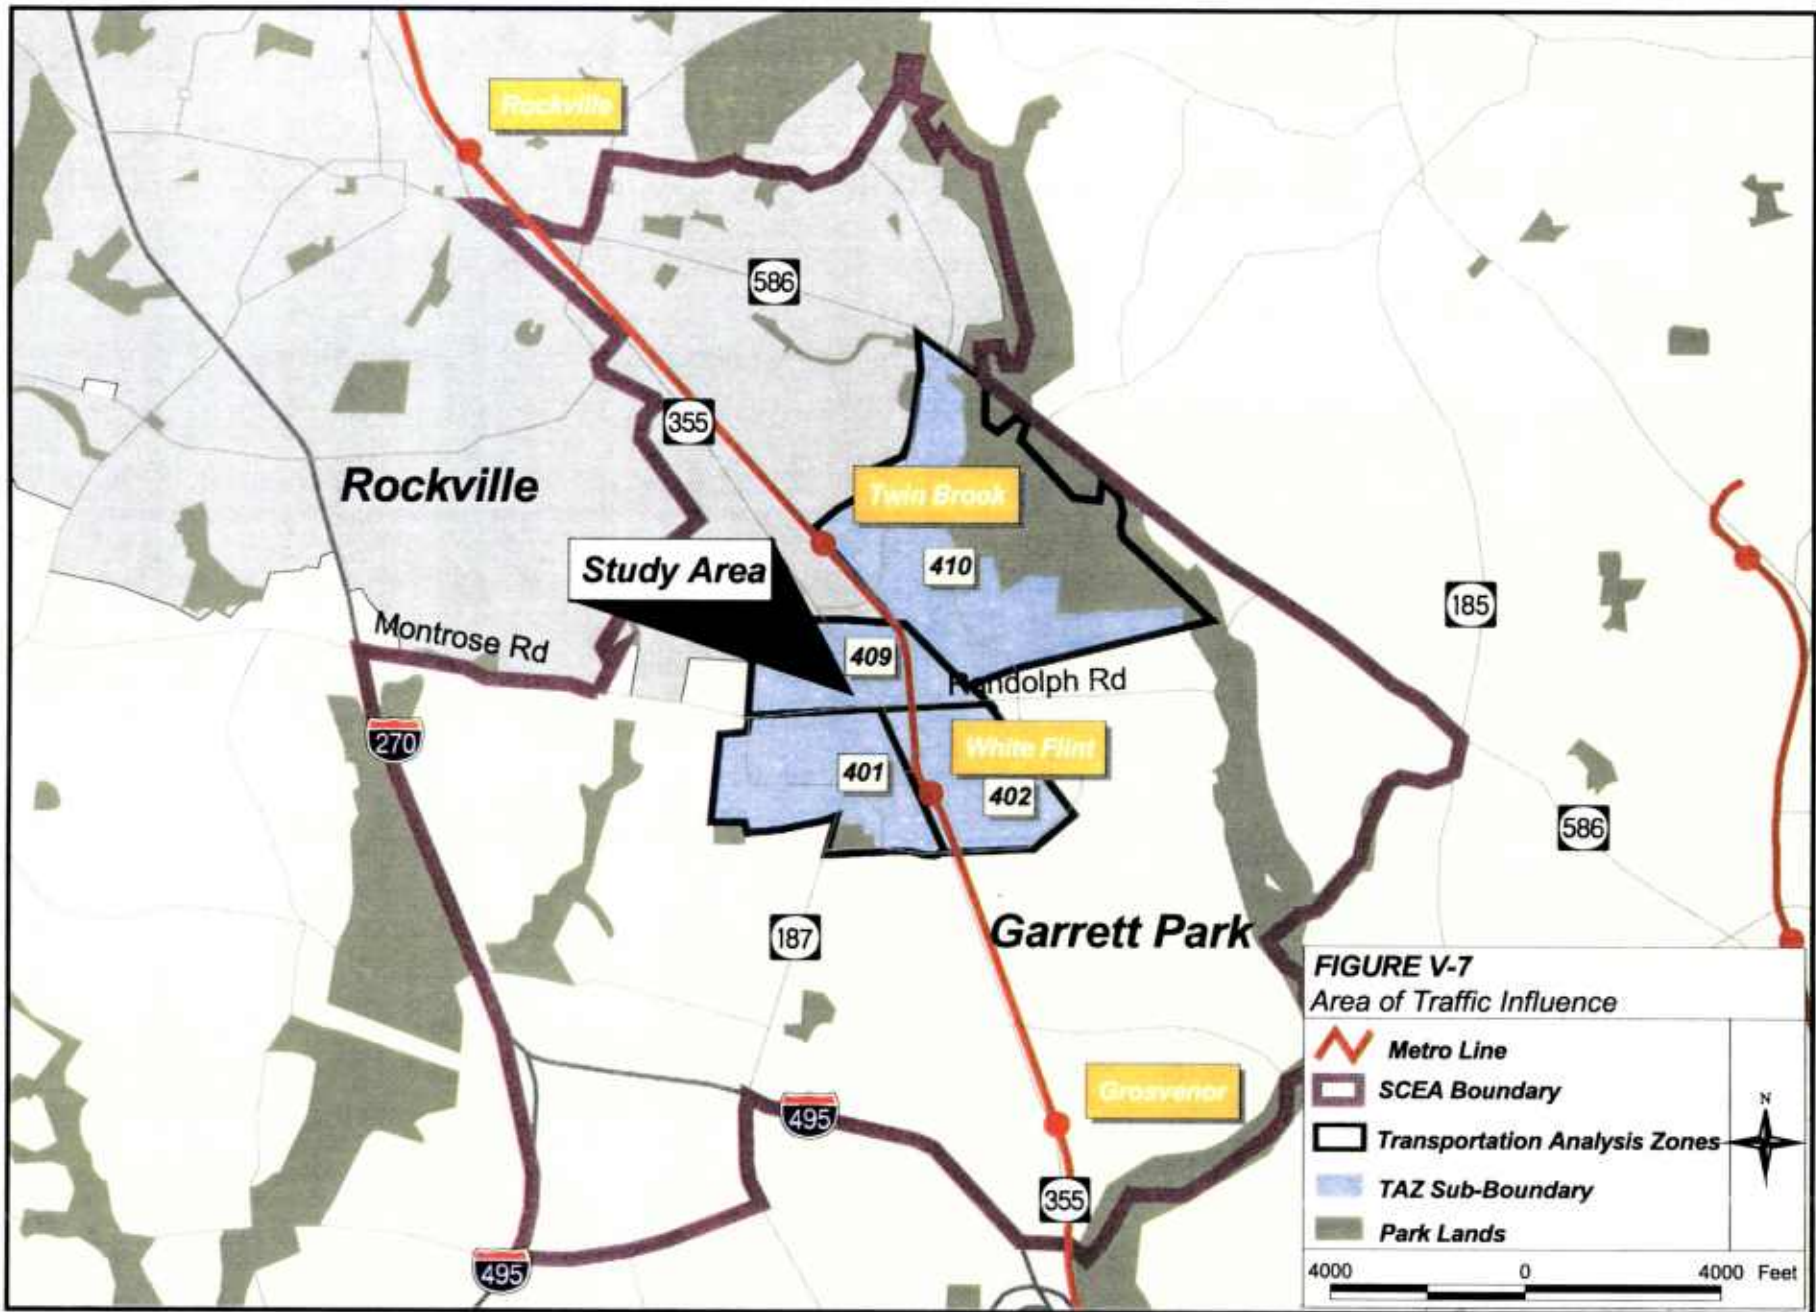 Rockville
586
355
Rockville
Twin Brook
Study Area
410
185
Montrose Rd
409
Randolph Rd
270
White Flint
401
402
586
187
Garrett Park
FIGURE V-7
Area of Traffic Influence
Metro Line
SCEA Boundary
Transportation Analysis Zones
TAZ Sub-Boundary
Park Lands
N
4000 0 4000 Feet
Grosvenor
495
355
495